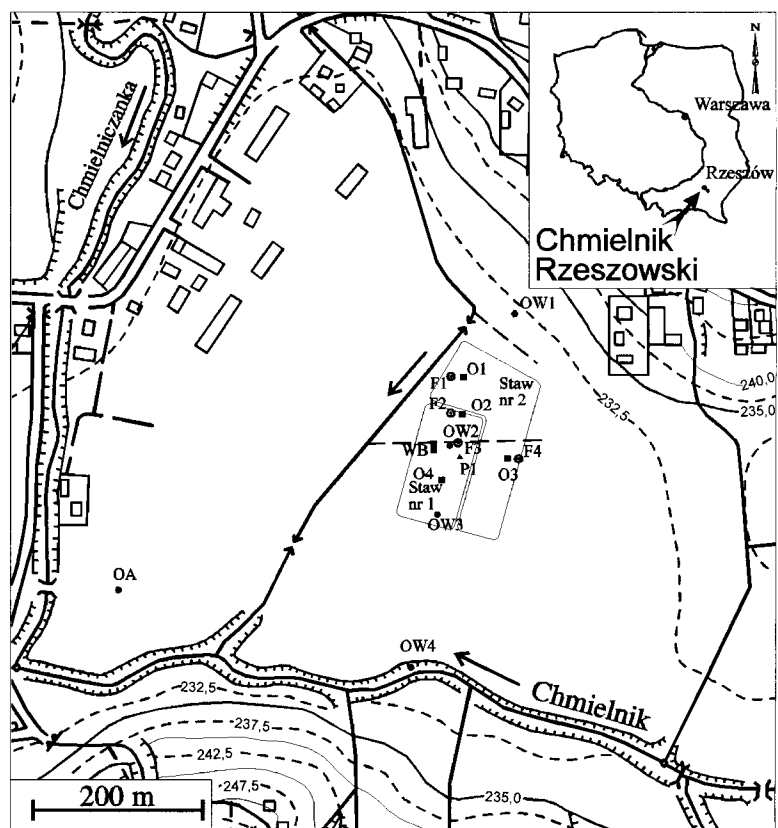 N
Warszawa
Rzeszów
Chmielnik
Rzeszowski
Chmielniczanka
OW1
240,0
235,0
232,5
F1
O1
Staw
nr 2
F2
O2
OW2
WB
F3
F4
P1
O3
O4
Staw
nr 1
OW3
OA
OW4
Chmielnik
232,5
237,5
242,5
247,5
235,0
200 m